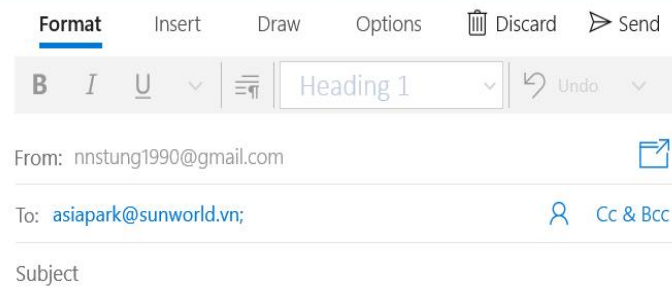 Format Insert Draw Options Discard Send
B I U Heading 1 Undo
From: nnstung1990@gmail.com
To: asiapark@sunworld.vn; Cc & Bcc
Subject